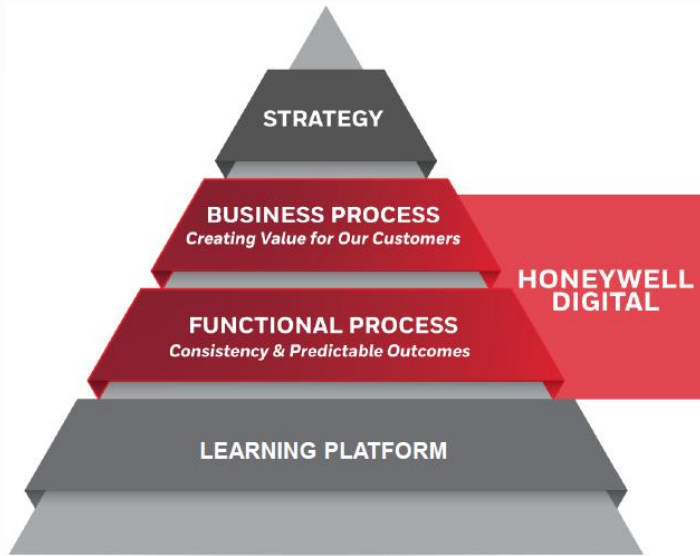 STRATEGY
BUSINESS PROCESS
Creating Value for Our Customers
HONEYWELL
DIGITAL
FUNCTIONAL PROCESS
Consistency & Predictable Outcomes
LEARNING PLATFORM